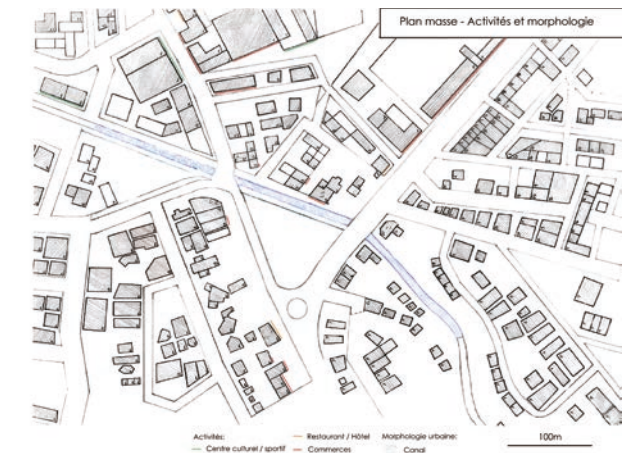 Plan masse - Activités et morphologie
Activités:
Restaurant / Hôtel
Morphologie urbaine:
100m
Centre culturel / sportif
Commerces
Canal